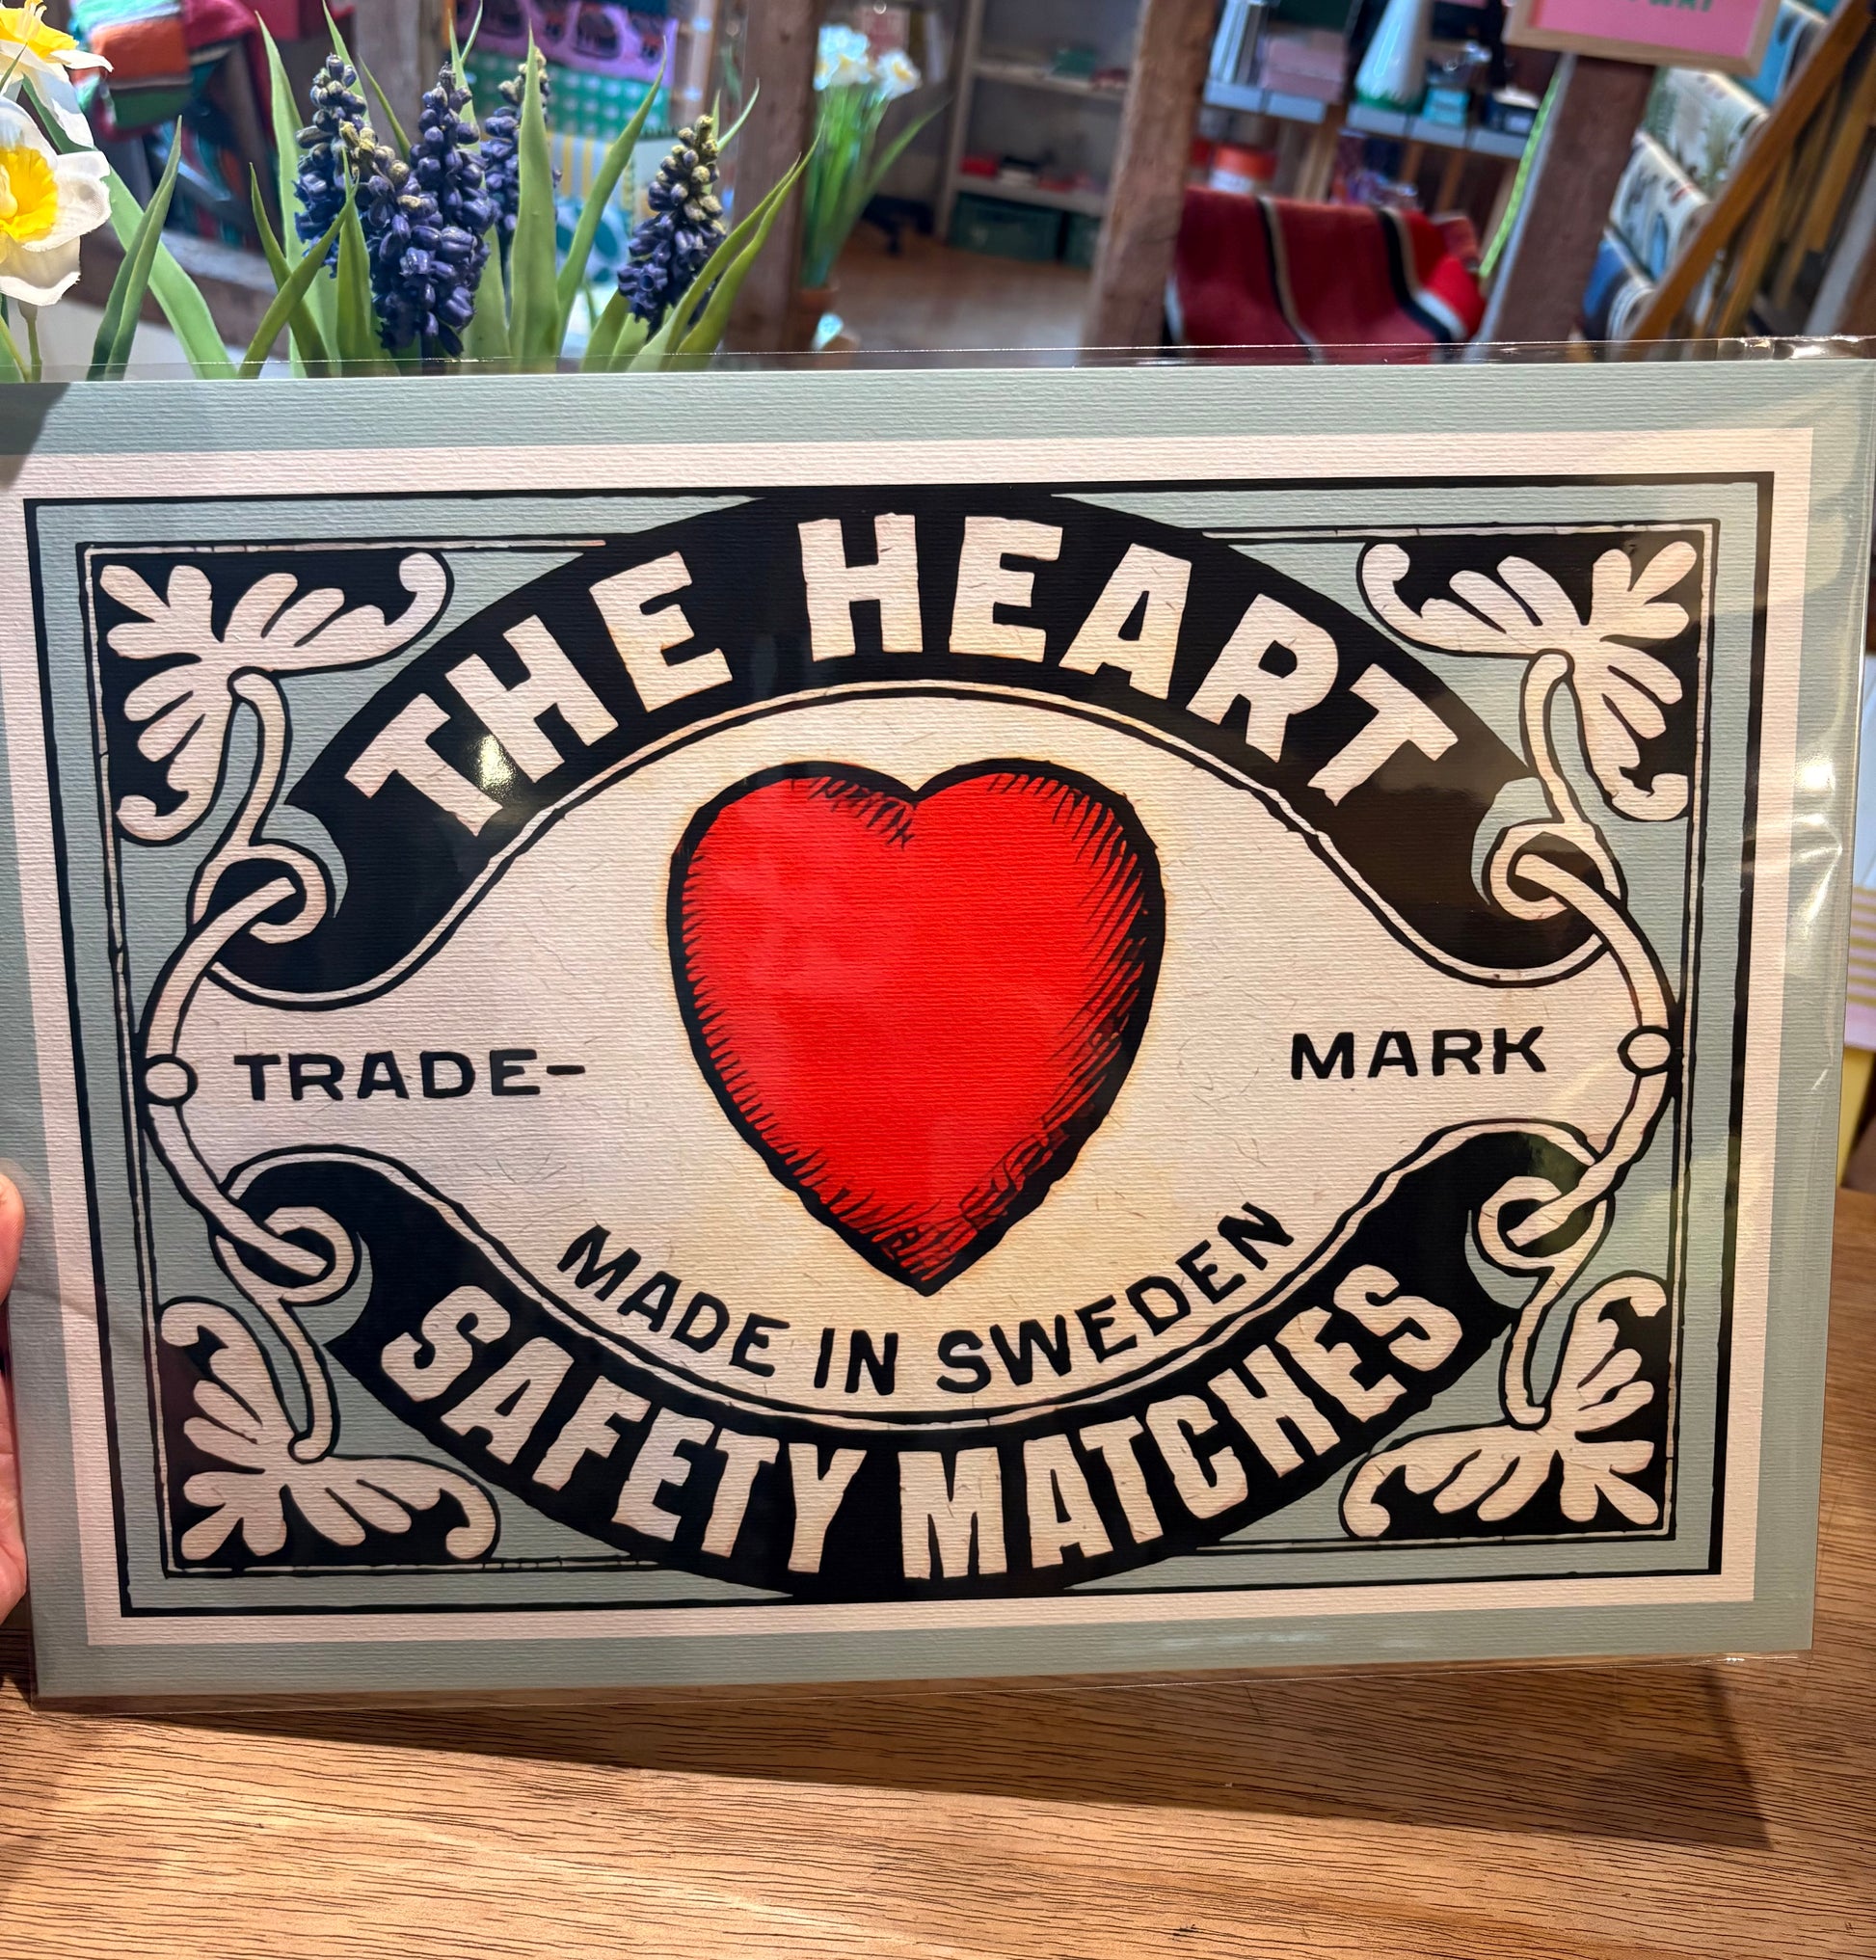 THE HEART
TRADE-
MARK
MADE IN SWEDEN
SAFETY MATCHES